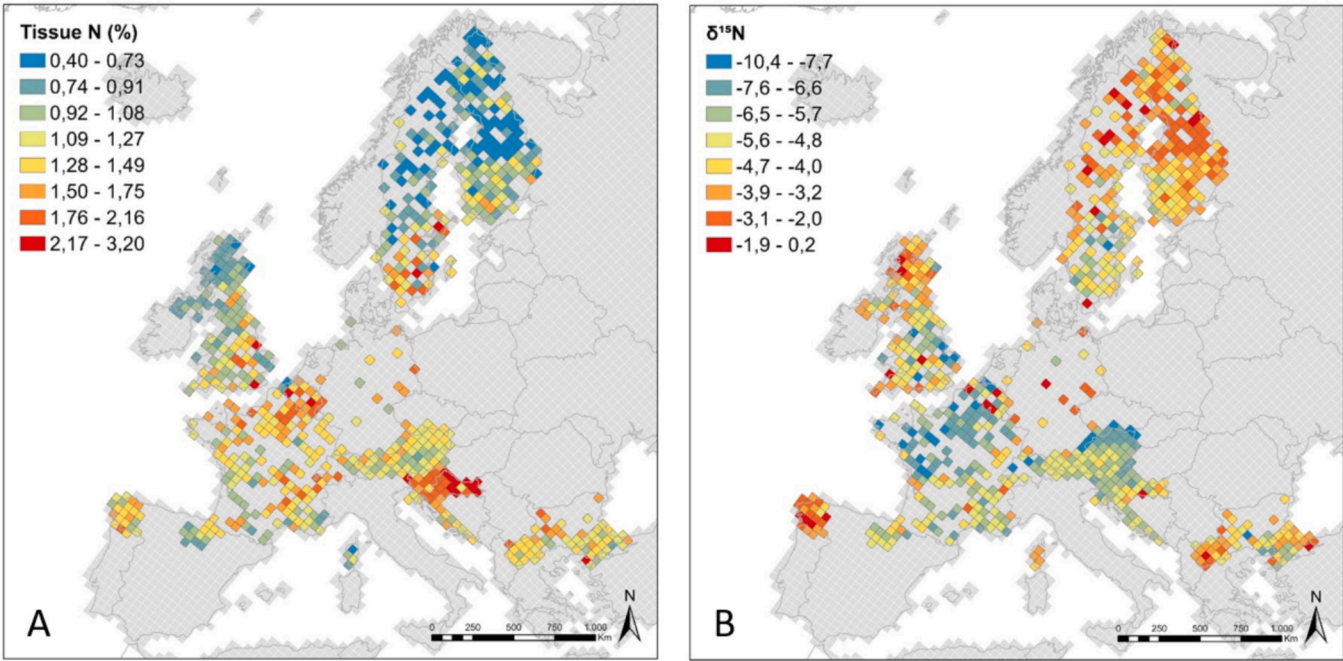 Tissue N (%)
0,40 - 0,73
0,74 - 0,91
0,92 - 1,08
1,09 - 1,27
1,28 - 1,49
1,50 - 1,75
1,76 - 2,16
2,17 - 3,20
A
N
0 250 500 750 1.000
Km
δ¹⁵N
-10,4 - -7,7
-7,6 - -6,6
-6,5 - -5,7
-5,6 - -4,8
-4,7 - -4,0
-3,9 - -3,2
-3,1 - -2,0
-1,9 - 0,2
B
N
0 250 500 750 1.000
Km